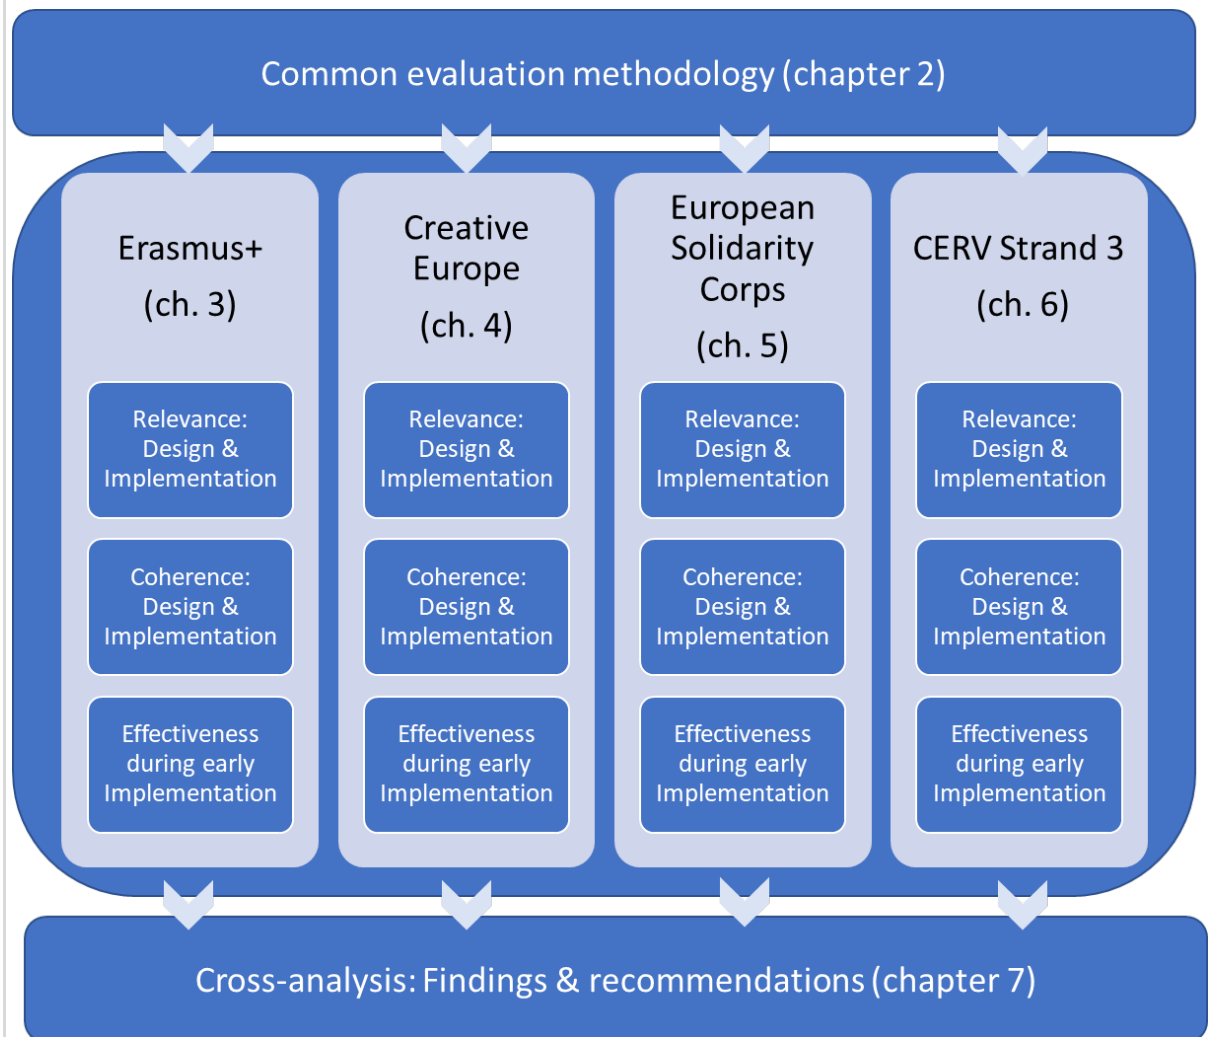 Common evaluation methodology (chapter 2)
Erasmus+
(ch. 3)
Relevance:
Design &
Implementation
Coherence:
Design &
Implementation
Effectiveness
during early
Implementation
Creative
Europe
(ch. 4)
Relevance:
Design &
Implementation
Coherence:
Design &
Implementation
Effectiveness
during early
Implementation
European
Solidarity
Corps
(ch. 5)
Relevance:
Design &
Implementation
Coherence:
Design &
Implementation
Effectiveness
during early
Implementation
CERV Strand 3
(ch. 6)
Relevance:
Design &
Implementation
Coherence:
Design &
Implementation
Effectiveness
during early
Implementation
Cross-analysis: Findings & recommendations (chapter 7)